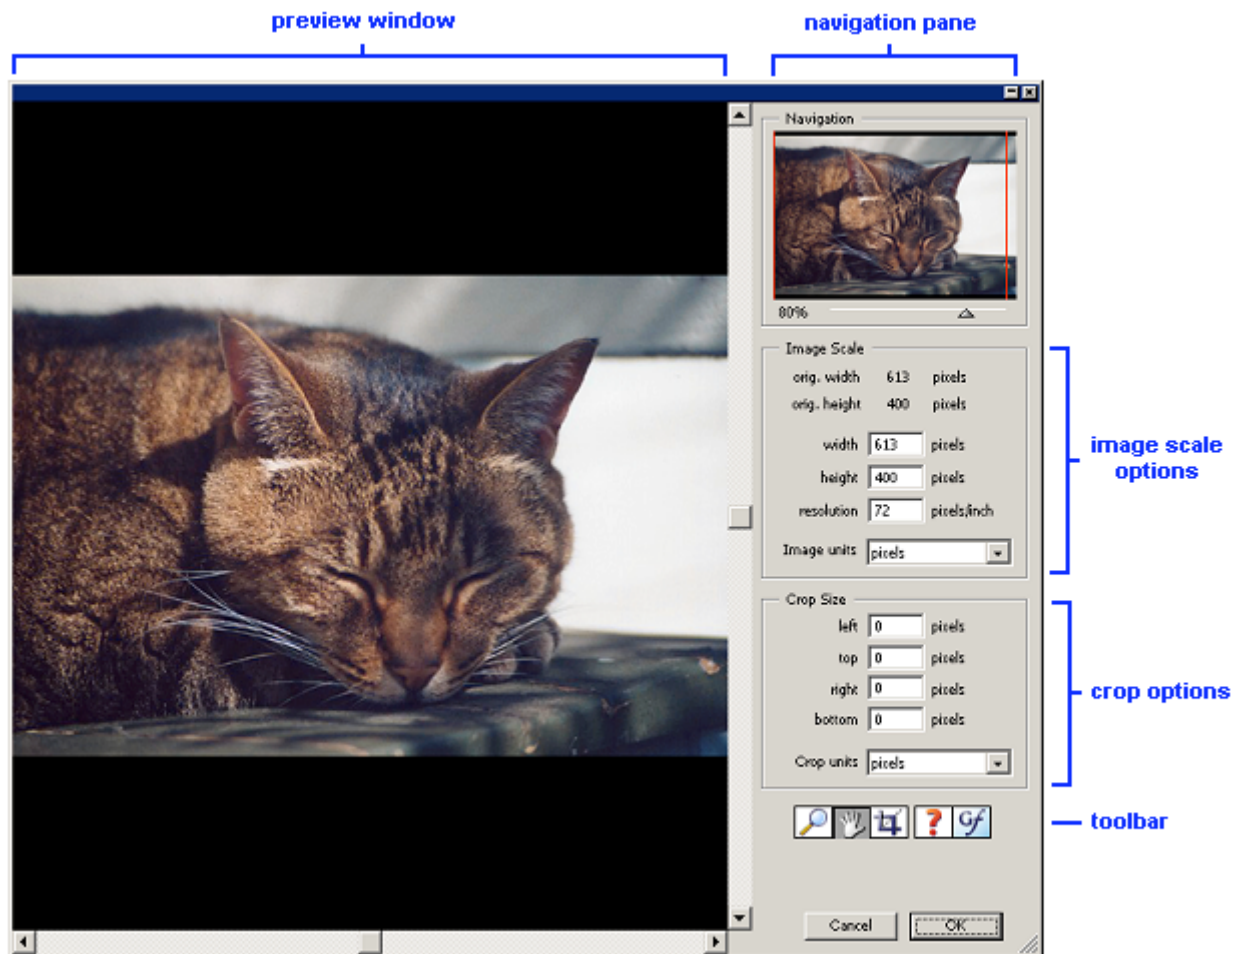 preview window
navigation pane
Navigation
80%
Image Scale
orig. width 613 pixels
orig. height 400 pixels
width 613 pixels
height 400 pixels
resolution 72 pixels/inch
Image units pixels
image scale
options
Crop Size
left 0 pixels
top 0 pixels
right 0 pixels
bottom 0 pixels
Crop units pixels
crop options
? Gf
toolbar
Cancel OK